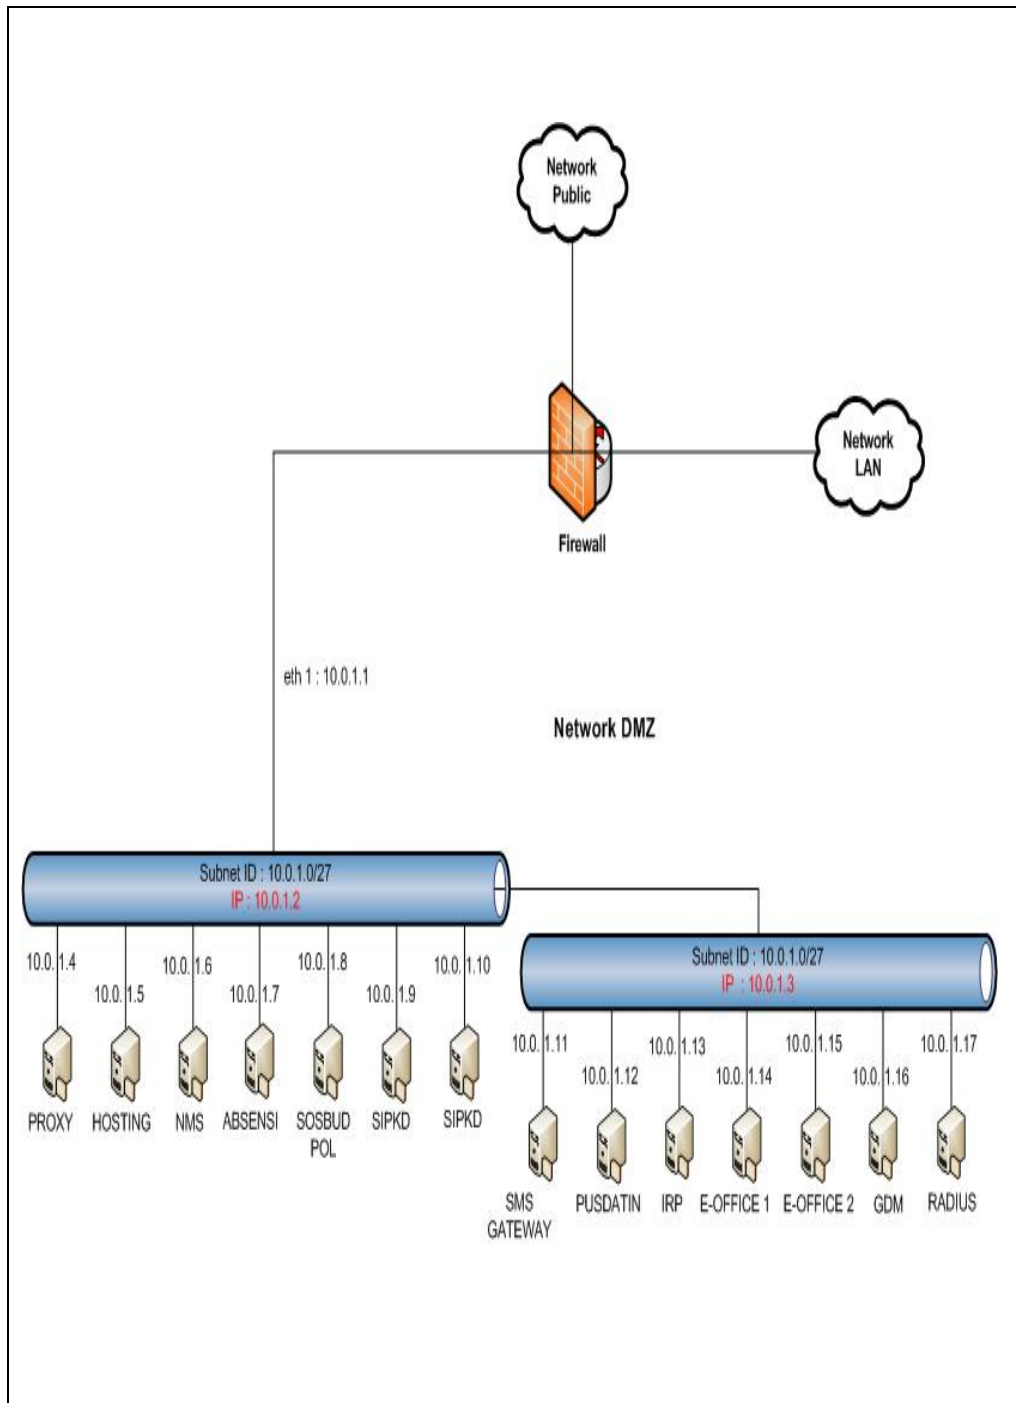 Network
Public
Network
LAN
Firewall
eth 1 : 10.0.1.1
Network DMZ
Subnet ID : 10.0.1.0/27
IP : 10.0.1.2
10.0.1.4
10.0.1.5
10.0.1.6
10.0.1.7
10.0.1.8
10.0.1.9
10.0.1.10
PROXY
HOSTING
NMS
ABSENSI
SOSBUD
POL
SIPKD
SIPKD
Subnet ID : 10.0.1.0/27
IP : 10.0.1.3
10.0.1.11
10.0.1.12
10.0.1.13
10.0.1.14
10.0.1.15
10.0.1.16
10.0.1.17
SMS
GATEWAY
PUSDATIN
IRP
E-OFFICE 1
E-OFFICE 2
GDM
RADIUS